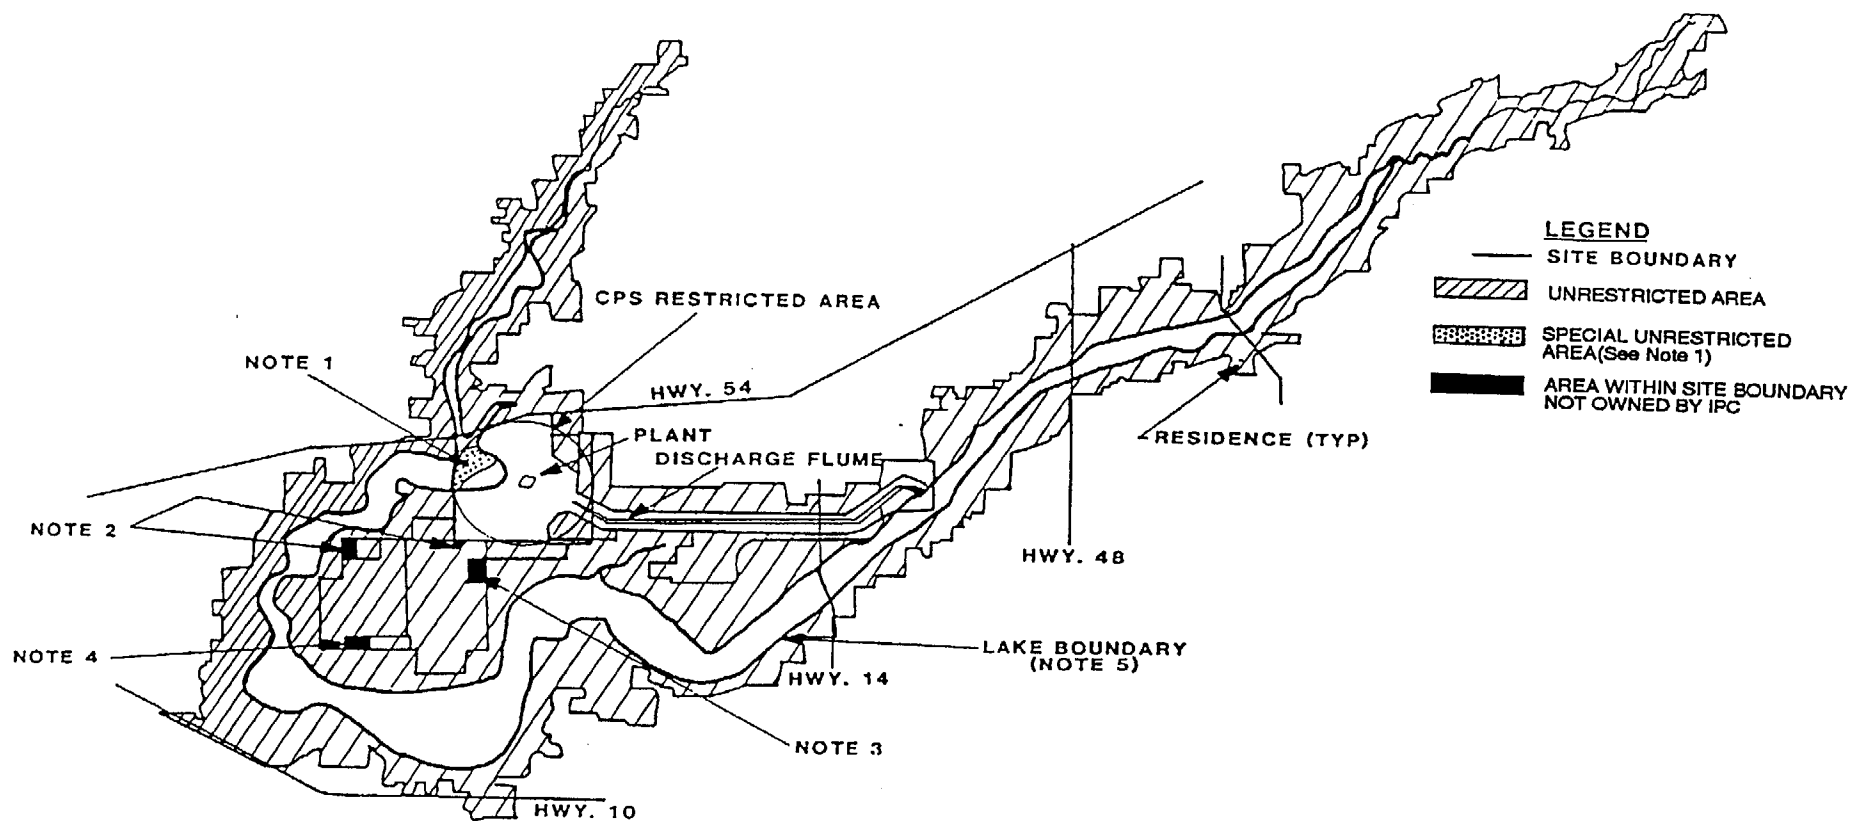 LEGEND
SITE BOUNDARY
UNRESTRICTED AREA
SPECIAL UNRESTRICTED
AREA(See Note 1)
AREA WITHIN SITE BOUNDARY
NOT OWNED BY IPC
CPS RESTRICTED AREA
NOTE 1
HWY. 54
PLANT
DISCHARGE FLUME
RESIDENCE (TYP)
NOTE 2
HWY. 48
NOTE 4
LAKE BOUNDARY
(NOTE 5)
HWY. 14
NOTE 3
HWY. 10